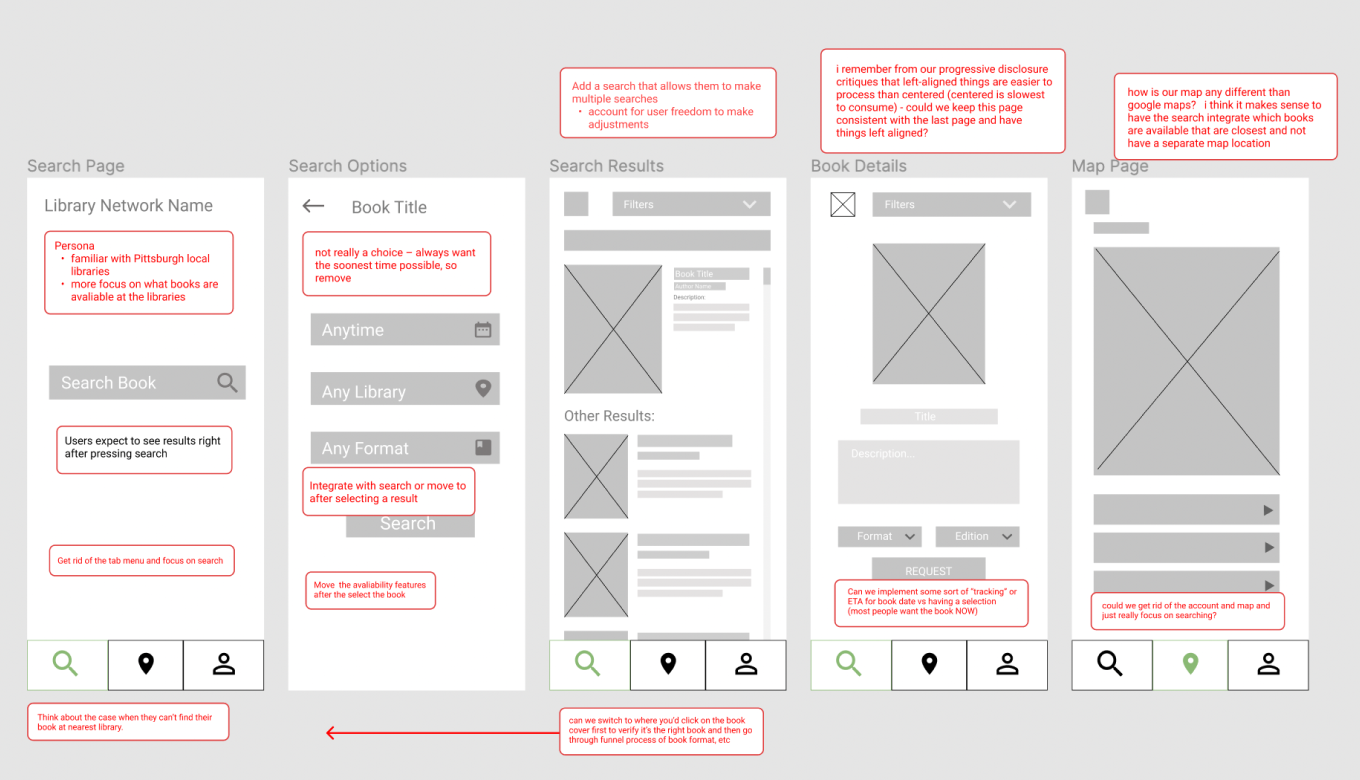 Add a search that allows them to make
multiple searches
• account for user freedom to make
adjustments
i remember from our progressive disclosure
critiques that left-aligned things are easier to
process than centered (centered is slowest
to consume) - could we keep this page
consistent with the last page and have
things left aligned?
how is our map any different than
google maps? i think it makes sense to
have the search integrate which books
are available that are closest and not
have a separate map location
Search Page
Library Network Name
Persona
• familiar with Pittsburgh local
libraries
• more focus on what books are
avaliable at the libraries
Search Book
Users expect to see results right
after pressing search
Get rid of the tab menu and focus on search
Think about the case when they can't find their
book at nearest library.
Search Options
Book Title
not really a choice – always want
the soonest time possible, so
remove
Anytime
Any Library
Any Format
Integrate with search or move to
after selecting a result
Search
Move the avaliability features
after the select the book
Search Results
Filters
Book Title
Author Name
Description:
Other Results:
can we switch to where you'd click on the book
cover first to verify it's the right book and then go
through funnel process of book format, etc
Book Details
Filters
Title
Description...
Format
Edition
REQUEST
Can we implement some sort of "tracking" or
ETA for book date vs having a selection
(most people want the book NOW)
Map Page
could we get rid of the account and map and
just really focus on searching?